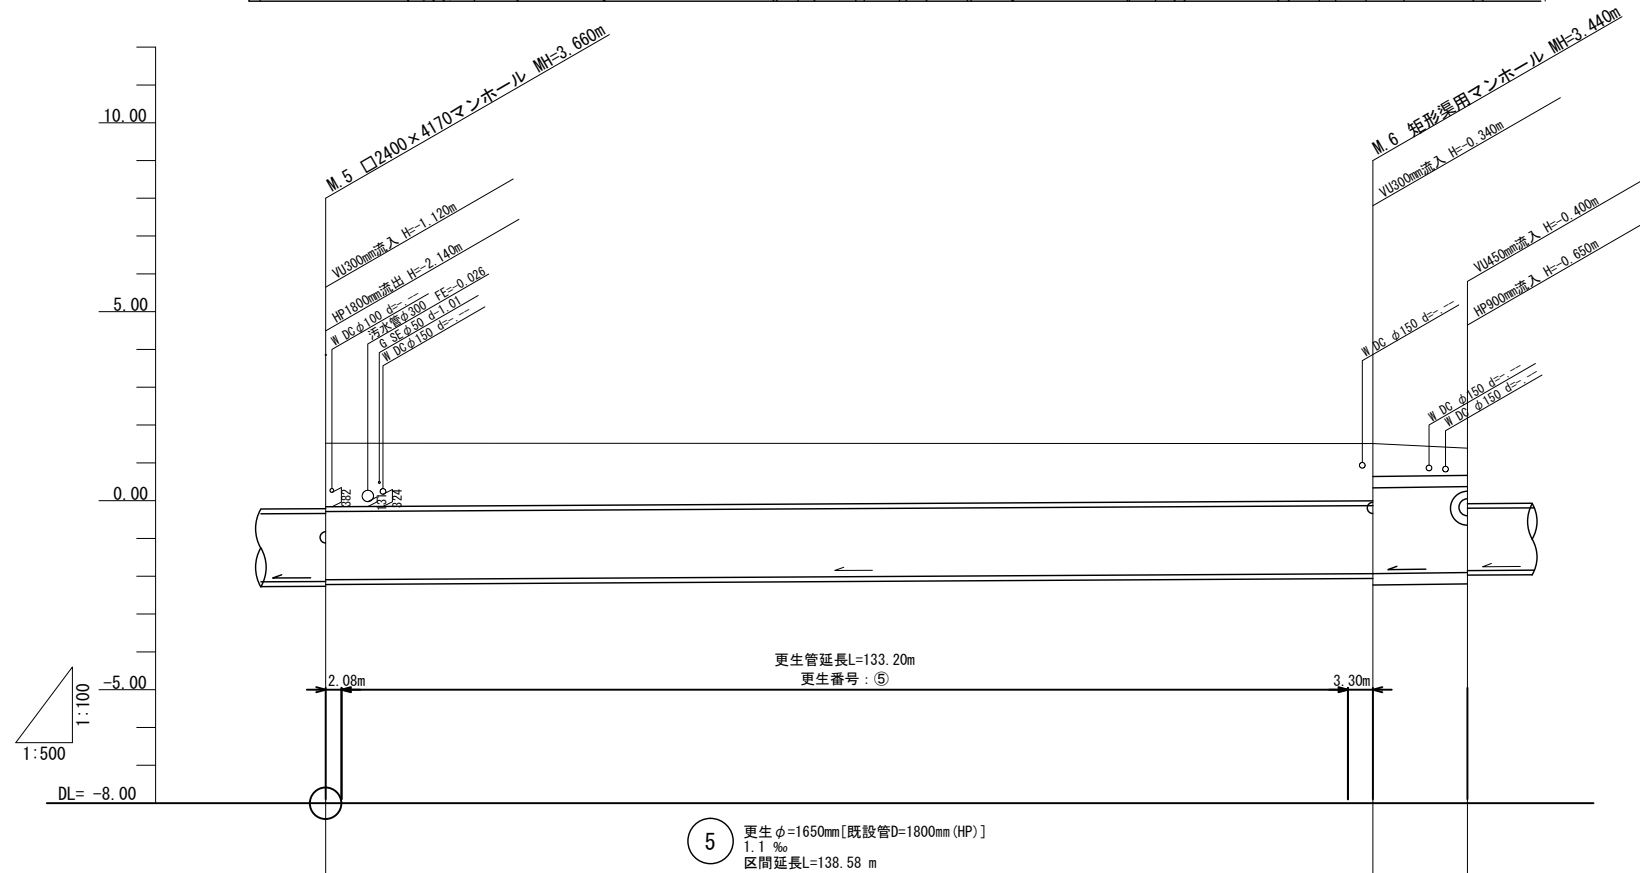 M.5 □2400×4170マンホール MH=3.660m
VU300mm流入 H=-1.120m
HP1800mm流出 H=-2.140m
W DCφ100 d=-.--
汚水管φ300 FE=-0.026
G SEφ50 d=1.01
W DCφ150 d=-.--
M.6 矩形渠用マンホール MH=3.440m
VU300mm流入 H=-0.340m
VU450mm流入 H=-0.400m
HP900mm流入 H=-0.650m
W DC φ150 d=-.--
W DC φ150 d=-.--
W DC φ150 d=-.--
10.00
5.00
0.00
-5.00
DL= -8.00
382
131
324
1:100
1:500
更生管延長L=133.20m
更生番号:⑤
2.08m
3.30m
5
更生φ=1650mm[既設管D=1800mm(HP)]
1.1 ‰
区間延長L=138.58 m